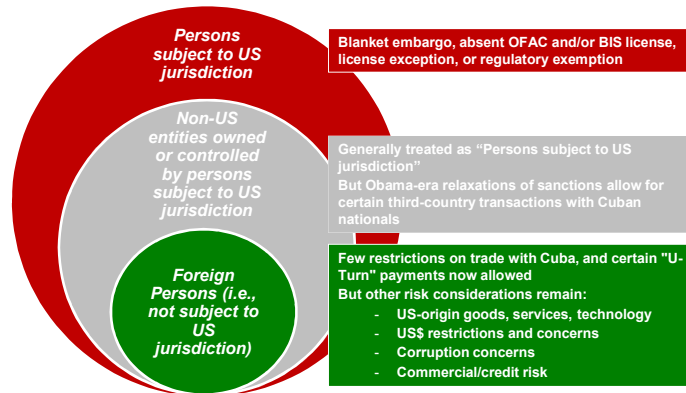 Persons
subject to US
jurisdiction
Blanket embargo, absent OFAC and/or BIS license,
license exception, or regulatory exemption
Non-US
entities owned
or controlled
by persons
subject to US
jurisdiction
Generally treated as “Persons subject to US
jurisdiction”
But Obama-era relaxations of sanctions allow for
certain third-country transactions with Cuban
nationals
Foreign
Persons (i.e.,
not subject to
US
jurisdiction)
Few restrictions on trade with Cuba, and certain "U-
Turn" payments now allowed
But other risk considerations remain:
- US-origin goods, services, technology
- US$ restrictions and concerns
- Corruption concerns
- Commercial/credit risk